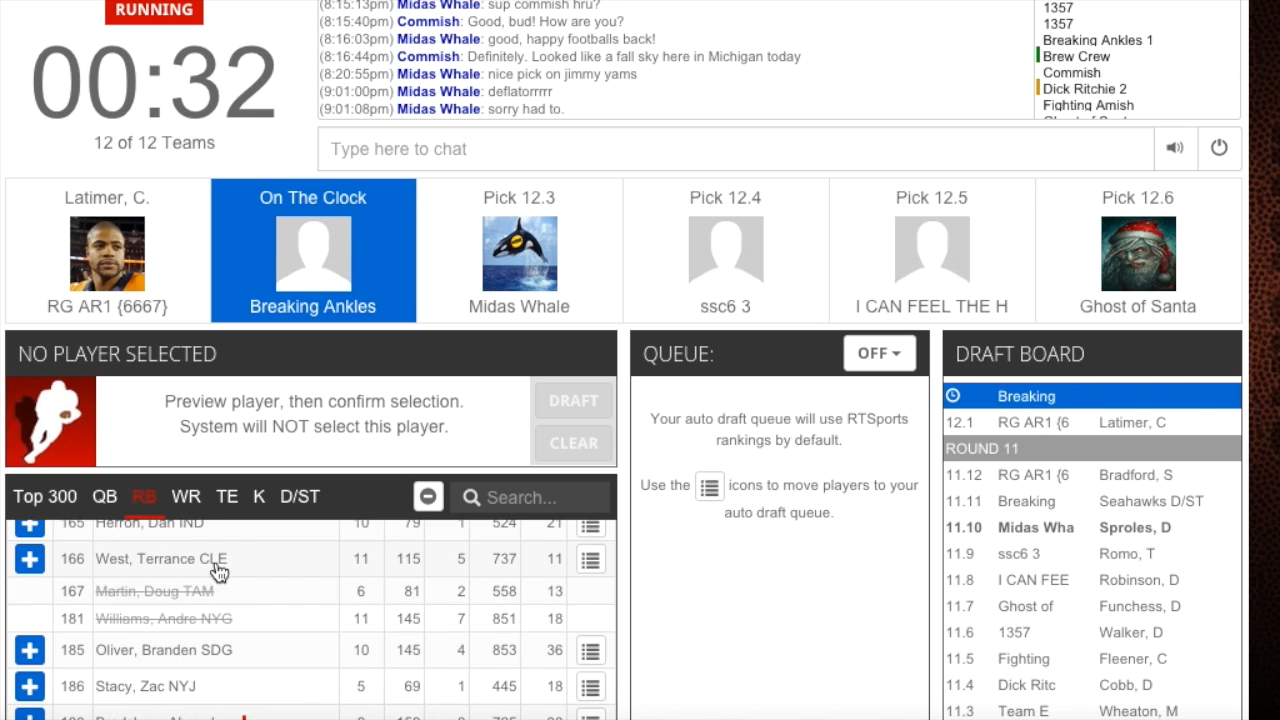 RUNNING
00:32
12 of 12 Teams
(8:15:13pm) Midas Whale: sup commish hru?
(8:15:40pm) Commish: Good, bud! How are you?
(8:16:03pm) Midas Whale: good, happy footballs back!
(8:16:44pm) Commish: Definitely. Looked like a fall sky here in Michigan today
(8:20:55pm) Midas Whale: nice pick on jimmy yams
(9:01:00pm) Midas Whale: deflatorrrrr
(9:01:08pm) Midas Whale: sorry had to.
1357
1357
Breaking Ankles 1
Brew Crew
Commish
Dick Ritchie 2
Fighting Amish
Type here to chat
Latimer, C.
RG AR1 {6667}
On The Clock
Breaking Ankles
Pick 12.3
Midas Whale
Pick 12.4
ssc6 3
Pick 12.5
I CAN FEEL THE H
Pick 12.6
Ghost of Santa
NO PLAYER SELECTED
Preview player, then confirm selection.
System will NOT select this player.
DRAFT
CLEAR
Top 300 QB RB WR TE K D/ST
Search...
165 Herron, Dan IND 10 79 1 524 21
166 West, Terrance CLE 11 115 5 737 11
167 Martin, Doug TAM 6 81 2 558 13
181 Williams, Andre NYG 11 145 7 851 18
185 Oliver, Branden SDG 10 145 4 853 36
186 Stacy, Zac NYJ 5 69 1 445 18
QUEUE:
OFF
Your auto draft queue will use RTSports
rankings by default.
Use the icons to move players to your
auto draft queue.
DRAFT BOARD
Breaking
12.1 RG AR1 {6 Latimer, C
ROUND 11
11.12 RG AR1 {6 Bradford, S
11.11 Breaking Seahawks D/ST
11.10 Midas Wha Sproles, D
11.9 ssc6 3 Romo, T
11.8 I CAN FEE Robinson, D
11.7 Ghost of Funchess, D
11.6 1357 Walker, D
11.5 Fighting Fleener, C
11.4 Dick Ritc Cobb, D
11.3 Team E Wheaton, M